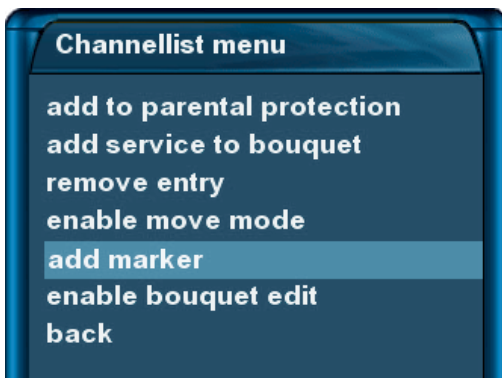 Channellist menu
add to parental protection
add service to bouquet
remove entry
enable move mode
add marker
enable bouquet edit
back